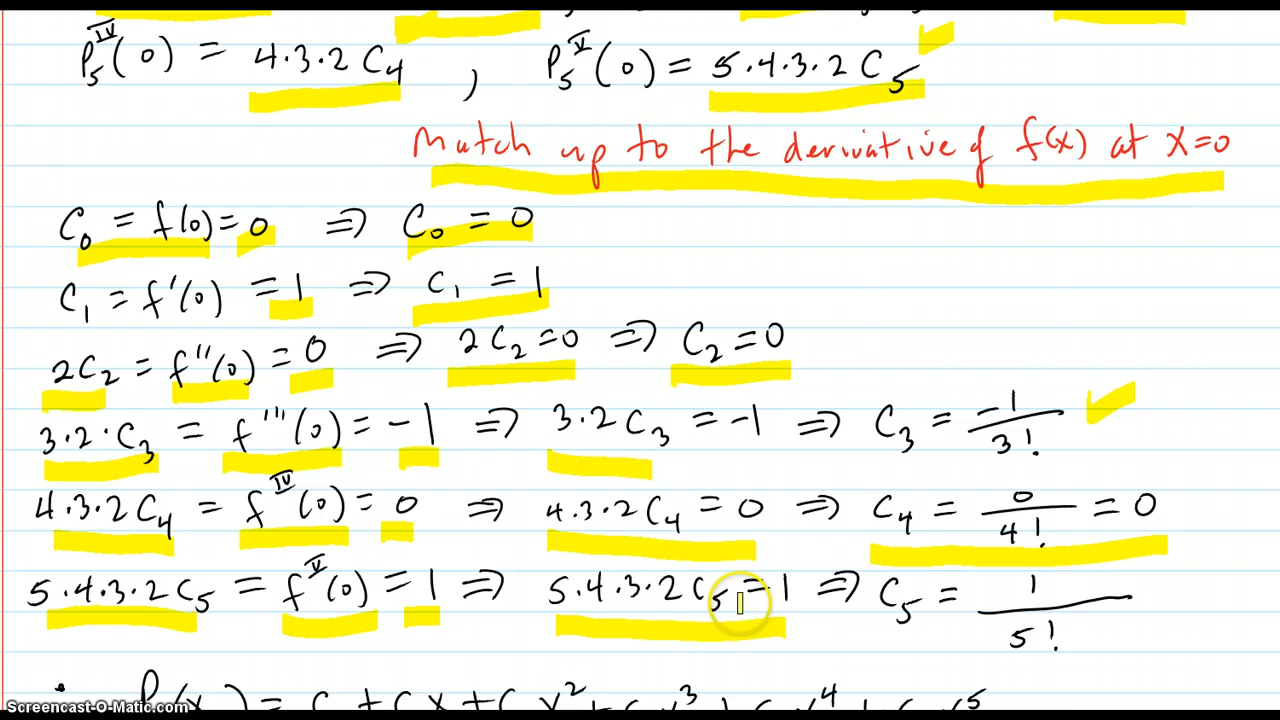 P₅^IV(0) = 4·3·2 C₄ , P₅^V(0) = 5·4·3·2 C₅
Match up to the derivative of f(x) at x=0
C₀ = f(0) = 0 ⇒ C₀ = 0
C₁ = f'(0) = 1 ⇒ C₁ = 1
2C₂ = f''(0) = 0 ⇒ 2C₂ = 0 ⇒ C₂ = 0
3·2·C₃ = f'''(0) = -1 ⇒ 3·2C₃ = -1 ⇒ C₃ = -1/3!
4·3·2C₄ = f^IV(0) = 0 ⇒ 4·3·2C₄ = 0 ⇒ C₄ = 0/4! = 0
5·4·3·2C₅ = f^V(0) = 1 ⇒ 5·4·3·2C₅ = 1 ⇒ C₅ = 1/5!
Screencast-O-Matic.com